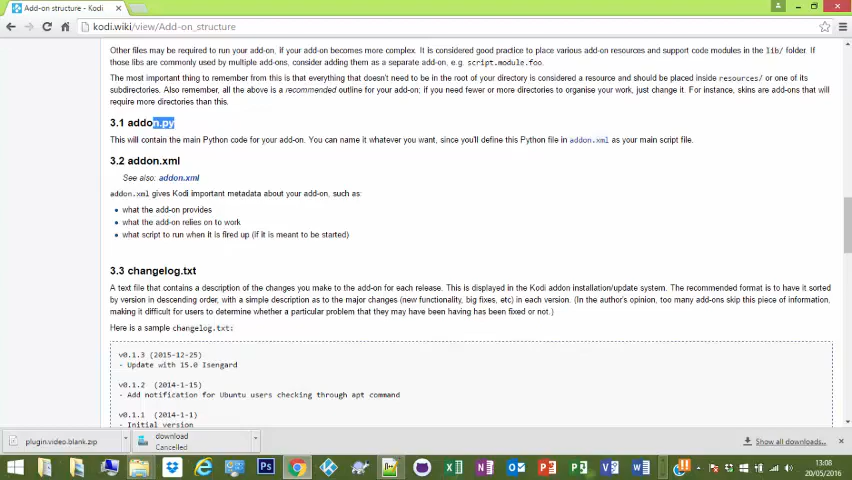 Add-on structure - Kodi
kodi.wiki/view/Add-on_structure
Other files may be required to run your add-on, if your add-on becomes more complex. It is considered good practice to place various add-on resources and support code modules in the lib/ folder. If
those libs are commonly used by multiple add-ons, consider adding them as a separate add-on, e.g. script.module.foo.
The most important thing to remember from this is that everything that doesn't need to be in the root of your directory is considered a resource and should be placed inside resources/ or one of its
subdirectories. Also remember, all the above is a recommended outline for your add-on; if you need fewer or more directories to organise your work, just change it. For instance, skins are add-ons that will
require more directories than this.
3.1 addon.py
This will contain the main Python code for your add-on. You can name it whatever you want, since you'll define this Python file in addon.xml as your main script file.
3.2 addon.xml
See also: addon.xml
addon.xml gives Kodi important metadata about your add-on, such as:
what the add-on provides
what the add-on relies on to work
what script to run when it is fired up (if it is meant to be started)
3.3 changelog.txt
A text file that contains a description of the changes you make to the add-on for each release. This is displayed in the Kodi addon installation/update system. The recommended format is to have it sorted
by version in descending order, with a simple description as to the major changes (new functionality, big fixes, etc) in each version. (In the author's opinion, too many add-ons skip this piece of information,
making it difficult for users to determine whether a particular problem that they may have been having has been fixed or not.)
Here is a sample changelog.txt:
v0.1.3 (2015-12-25)
- Update with 15.0 Isengard
v0.1.2 (2014-1-15)
- Add notification for Ubuntu users checking through apt command
v0.1.1 (2014-1-1)
- Initial version
plugin.video.blank.zip
download
Cancelled
Show all downloads...
13:08
20/05/2016